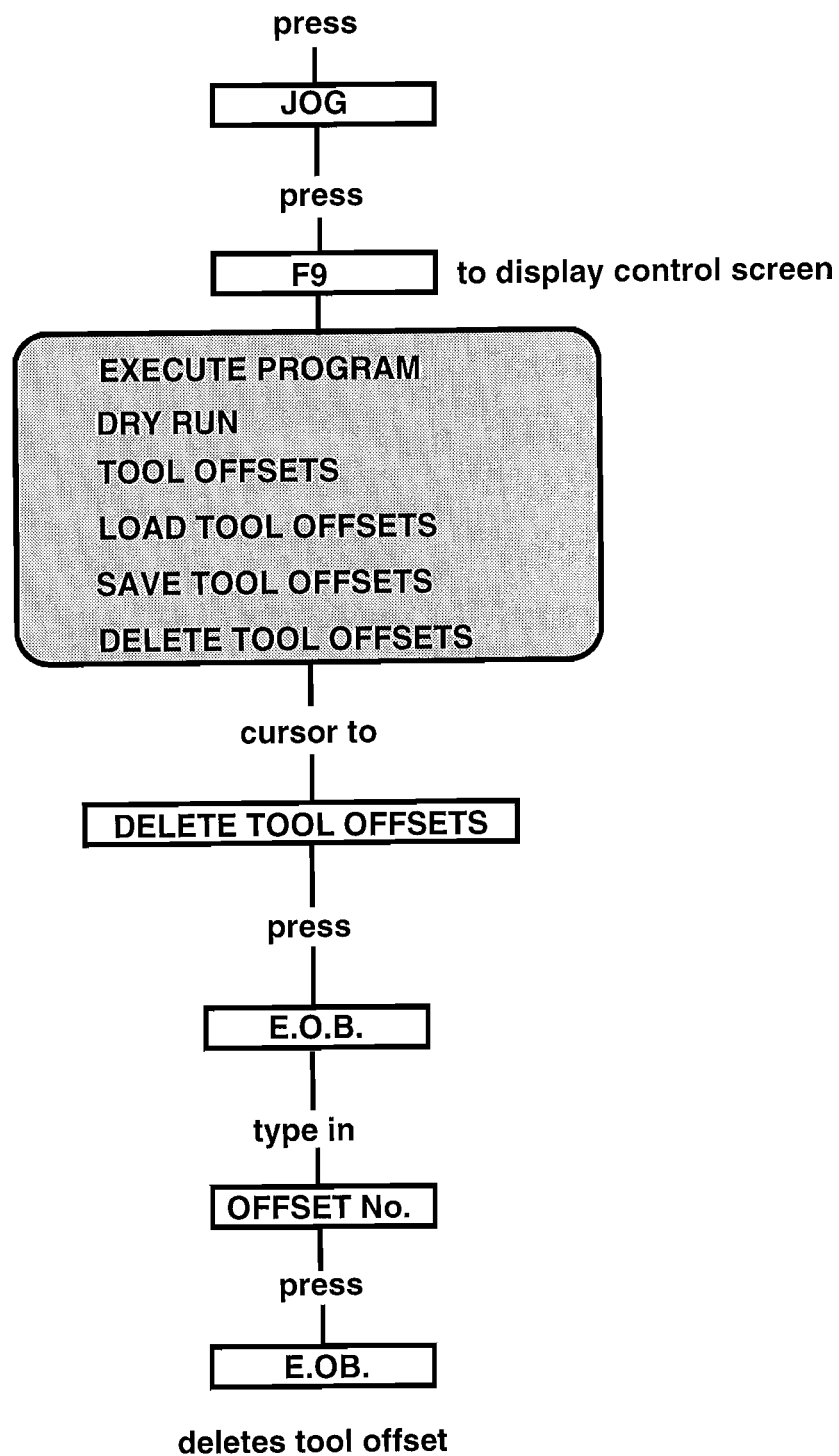 press
JOG
press
F9 to display control screen
EXECUTE PROGRAM
DRY RUN
TOOL OFFSETS
LOAD TOOL OFFSETS
SAVE TOOL OFFSETS
DELETE TOOL OFFSETS
cursor to
DELETE TOOL OFFSETS
press
E.O.B.
type in
OFFSET No.
press
E.OB.
deletes tool offset